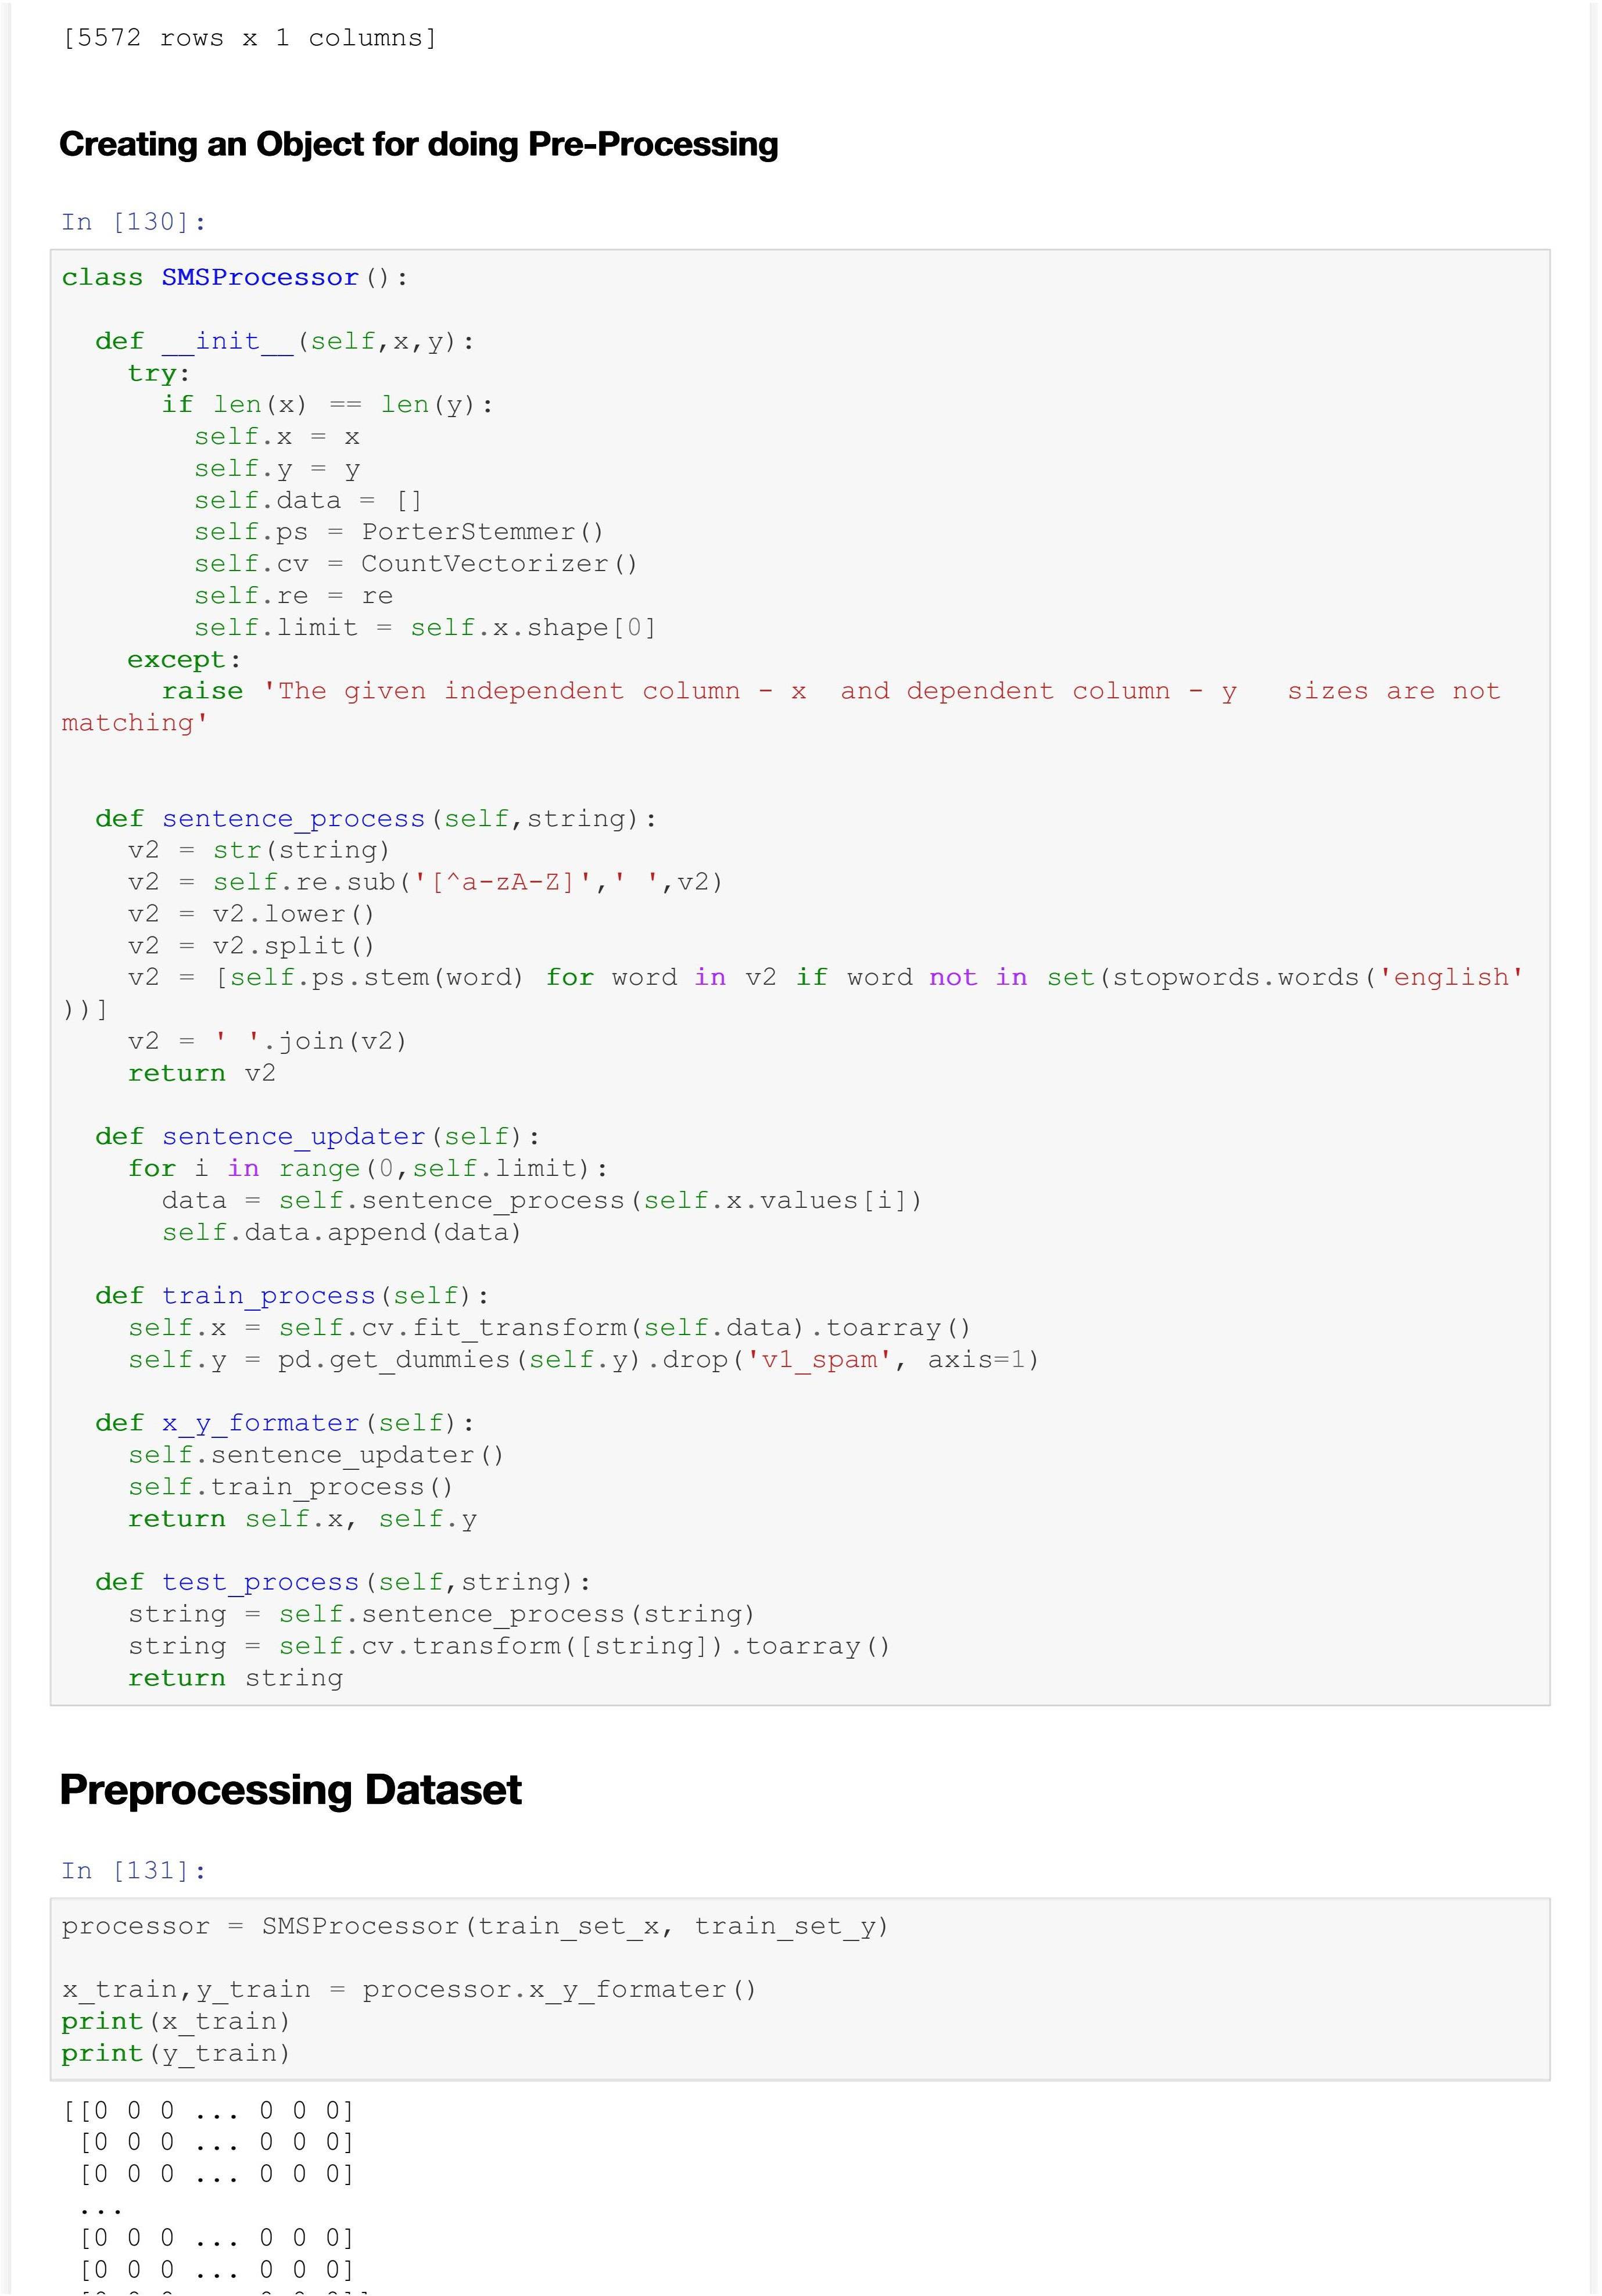 [5572 rows x 1 columns]
Creating an Object for doing Pre-Processing
In [130]:
class SMSProcessor():
  def __init__(self,x,y):
    try:
      if len(x) == len(y):
        self.x = x
        self.y = y
        self.data = []
        self.ps = PorterStemmer()
        self.cv = CountVectorizer()
        self.re = re
        self.limit = self.x.shape[0]
    except:
      raise 'The given independent column - x  and dependent column - y   sizes are not
matching'
  def sentence_process(self,string):
    v2 = str(string)
    v2 = self.re.sub('[^a-zA-Z]',' ',v2)
    v2 = v2.lower()
    v2 = v2.split()
    v2 = [self.ps.stem(word) for word in v2 if word not in set(stopwords.words('english'
))]
    v2 = ' '.join(v2)
    return v2
  def sentence_updater(self):
    for i in range(0,self.limit):
      data = self.sentence_process(self.x.values[i])
      self.data.append(data)
  def train_process(self):
    self.x = self.cv.fit_transform(self.data).toarray()
    self.y = pd.get_dummies(self.y).drop('v1_spam', axis=1)
  def x_y_formater(self):
    self.sentence_updater()
    self.train_process()
    return self.x, self.y
  def test_process(self,string):
    string = self.sentence_process(string)
    string = self.cv.transform([string]).toarray()
    return string
Preprocessing Dataset
In [131]:
processor = SMSProcessor(train_set_x, train_set_y)
x_train,y_train = processor.x_y_formater()
print(x_train)
print(y_train)
[[0 0 0 ... 0 0 0]
 [0 0 0 ... 0 0 0]
 [0 0 0 ... 0 0 0]
 ...
 [0 0 0 ... 0 0 0]
 [0 0 0 ... 0 0 0]